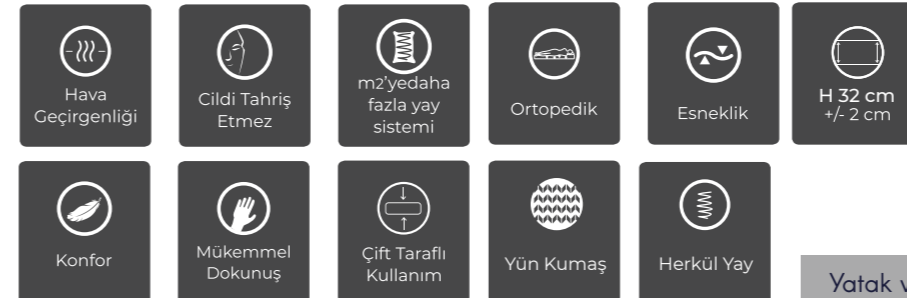 Hava
Geçirgenliği
Cildi Tahriş
Etmez
m2'yedaha
fazla yay
sistemi
Ortopedik
Esneklik
H 32 cm
+/- 2 cm
Konfor
Mükemmel
Dokunuş
Çift Taraflı
Kullanım
Yün Kumaş
Herkül Yay
Yatak v